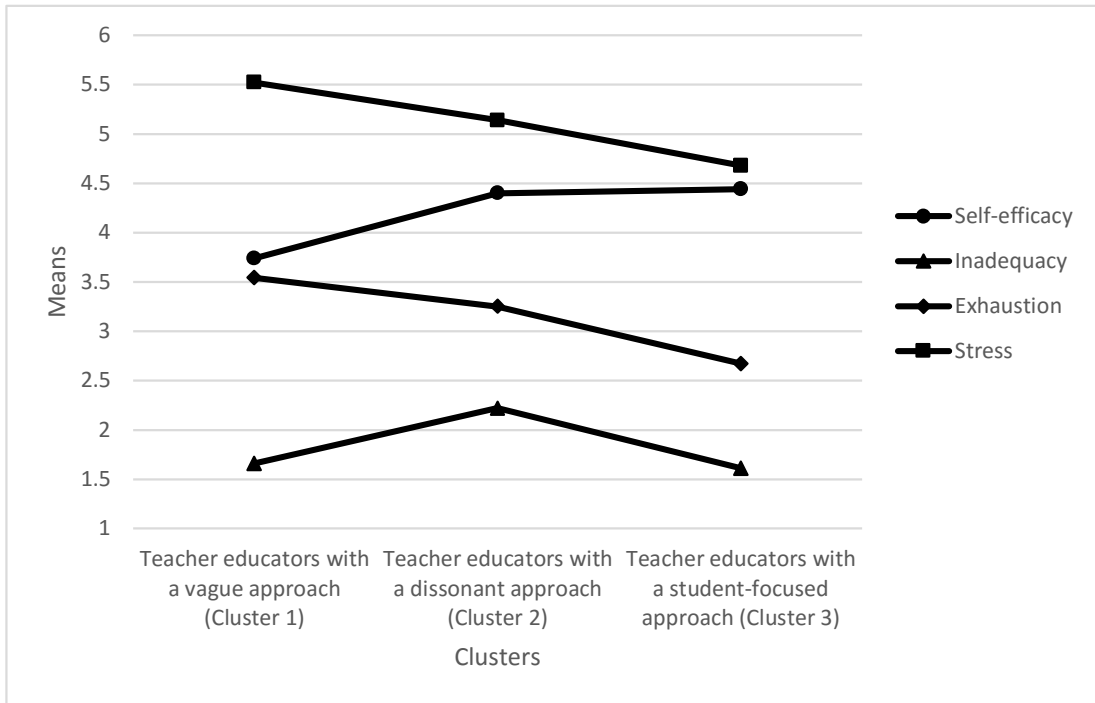 6
5.5
5
4.5
4
3.5
3
2.5
2
1.5
1
Means
Teacher educators with
a vague approach
(Cluster 1)
Teacher educators with
a dissonant approach
(Cluster 2)
Teacher educators with
a student-focused
approach (Cluster 3)
Clusters
Self-efficacy
Inadequacy
Exhaustion
Stress